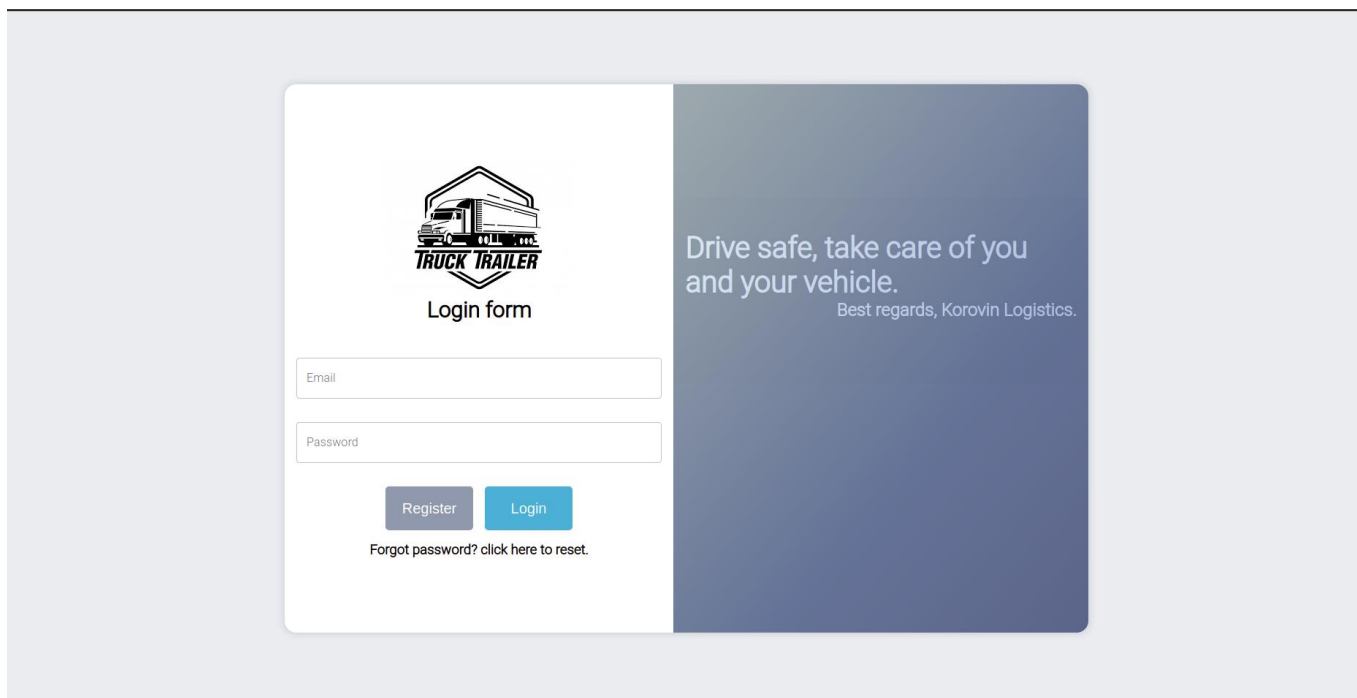 TRUCK TRAILER
Login form
Email
Password
Register
Login
Forgot password? click here to reset.
Drive safe, take care of you
and your vehicle.
Best regards, Korovin Logistics.